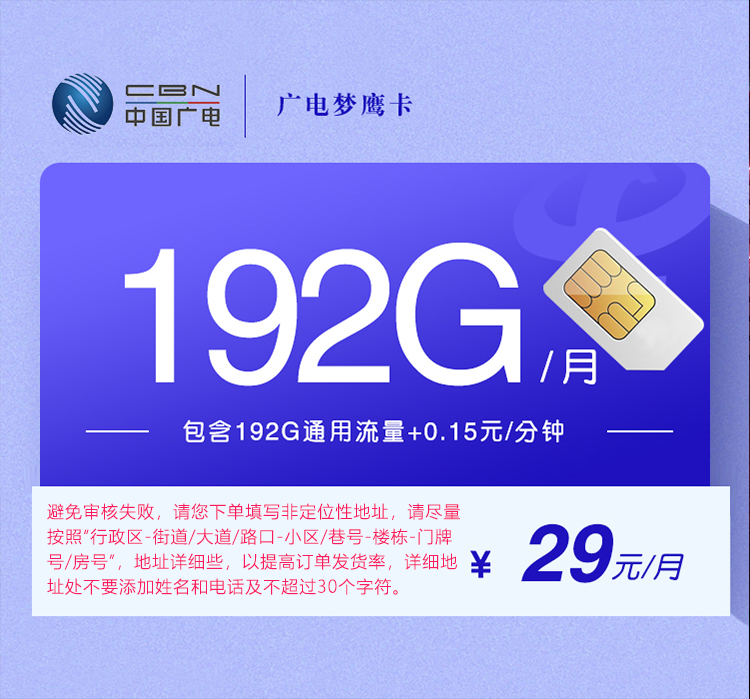 CBN
中国广电
广电梦鹰卡
192G/月
包含192G通用流量+0.15元/分钟
避免审核失败，请您下单填写非定位性地址，请尽量
按照“行政区-街道/大道/路口-小区/巷号-楼栋-门牌
号/房号”，地址详细些，以提高订单发货率，详细地
址处不要添加姓名和电话及不超过30个字符。
¥ 29元/月